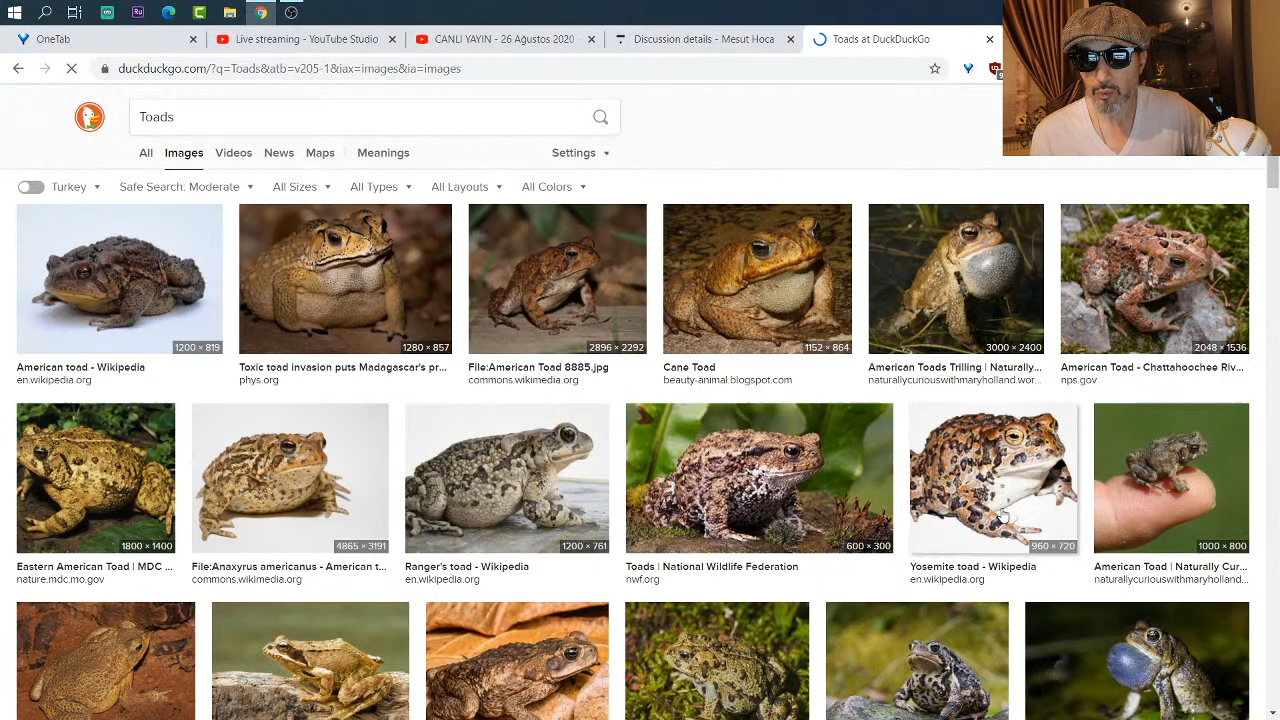 OneTab
Live streaming - YouTube Studio
CANLI YAYIN - 26 Ağustos 2020 -
Discussion details - Mesut Hoca
Toads at DuckDuckGo
duckduckgo.com/?q=Toads&atb=v205-1&iax=images&ia=images
Toads
All Images Videos News Maps Meanings Settings
Turkey Safe Search: Moderate All Sizes All Types All Layouts All Colors
1200 × 819
1280 × 857
2896 × 2292
1152 × 864
3000 × 2400
2048 × 1536
American toad - Wikipedia
en.wikipedia.org
Toxic toad invasion puts Madagascar's pr...
phys.org
File:American Toad 8885.jpg
commons.wikimedia.org
Cane Toad
beauty-animal.blogspot.com
American Toads Trilling | Naturally...
naturallycuriouswithmaryholland.wor...
American Toad - Chattahoochee Riv...
nps.gov
1800 × 1400
4865 × 3191
1200 × 761
600 × 300
960 × 720
1000 × 800
Eastern American Toad | MDC ...
nature.mdc.mo.gov
File:Anaxyrus americanus - American t...
commons.wikimedia.org
Ranger's toad - Wikipedia
en.wikipedia.org
Toads | National Wildlife Federation
nwf.org
Yosemite toad - Wikipedia
en.wikipedia.org
American Toad | Naturally Cur...
naturallycuriouswithmaryholland...